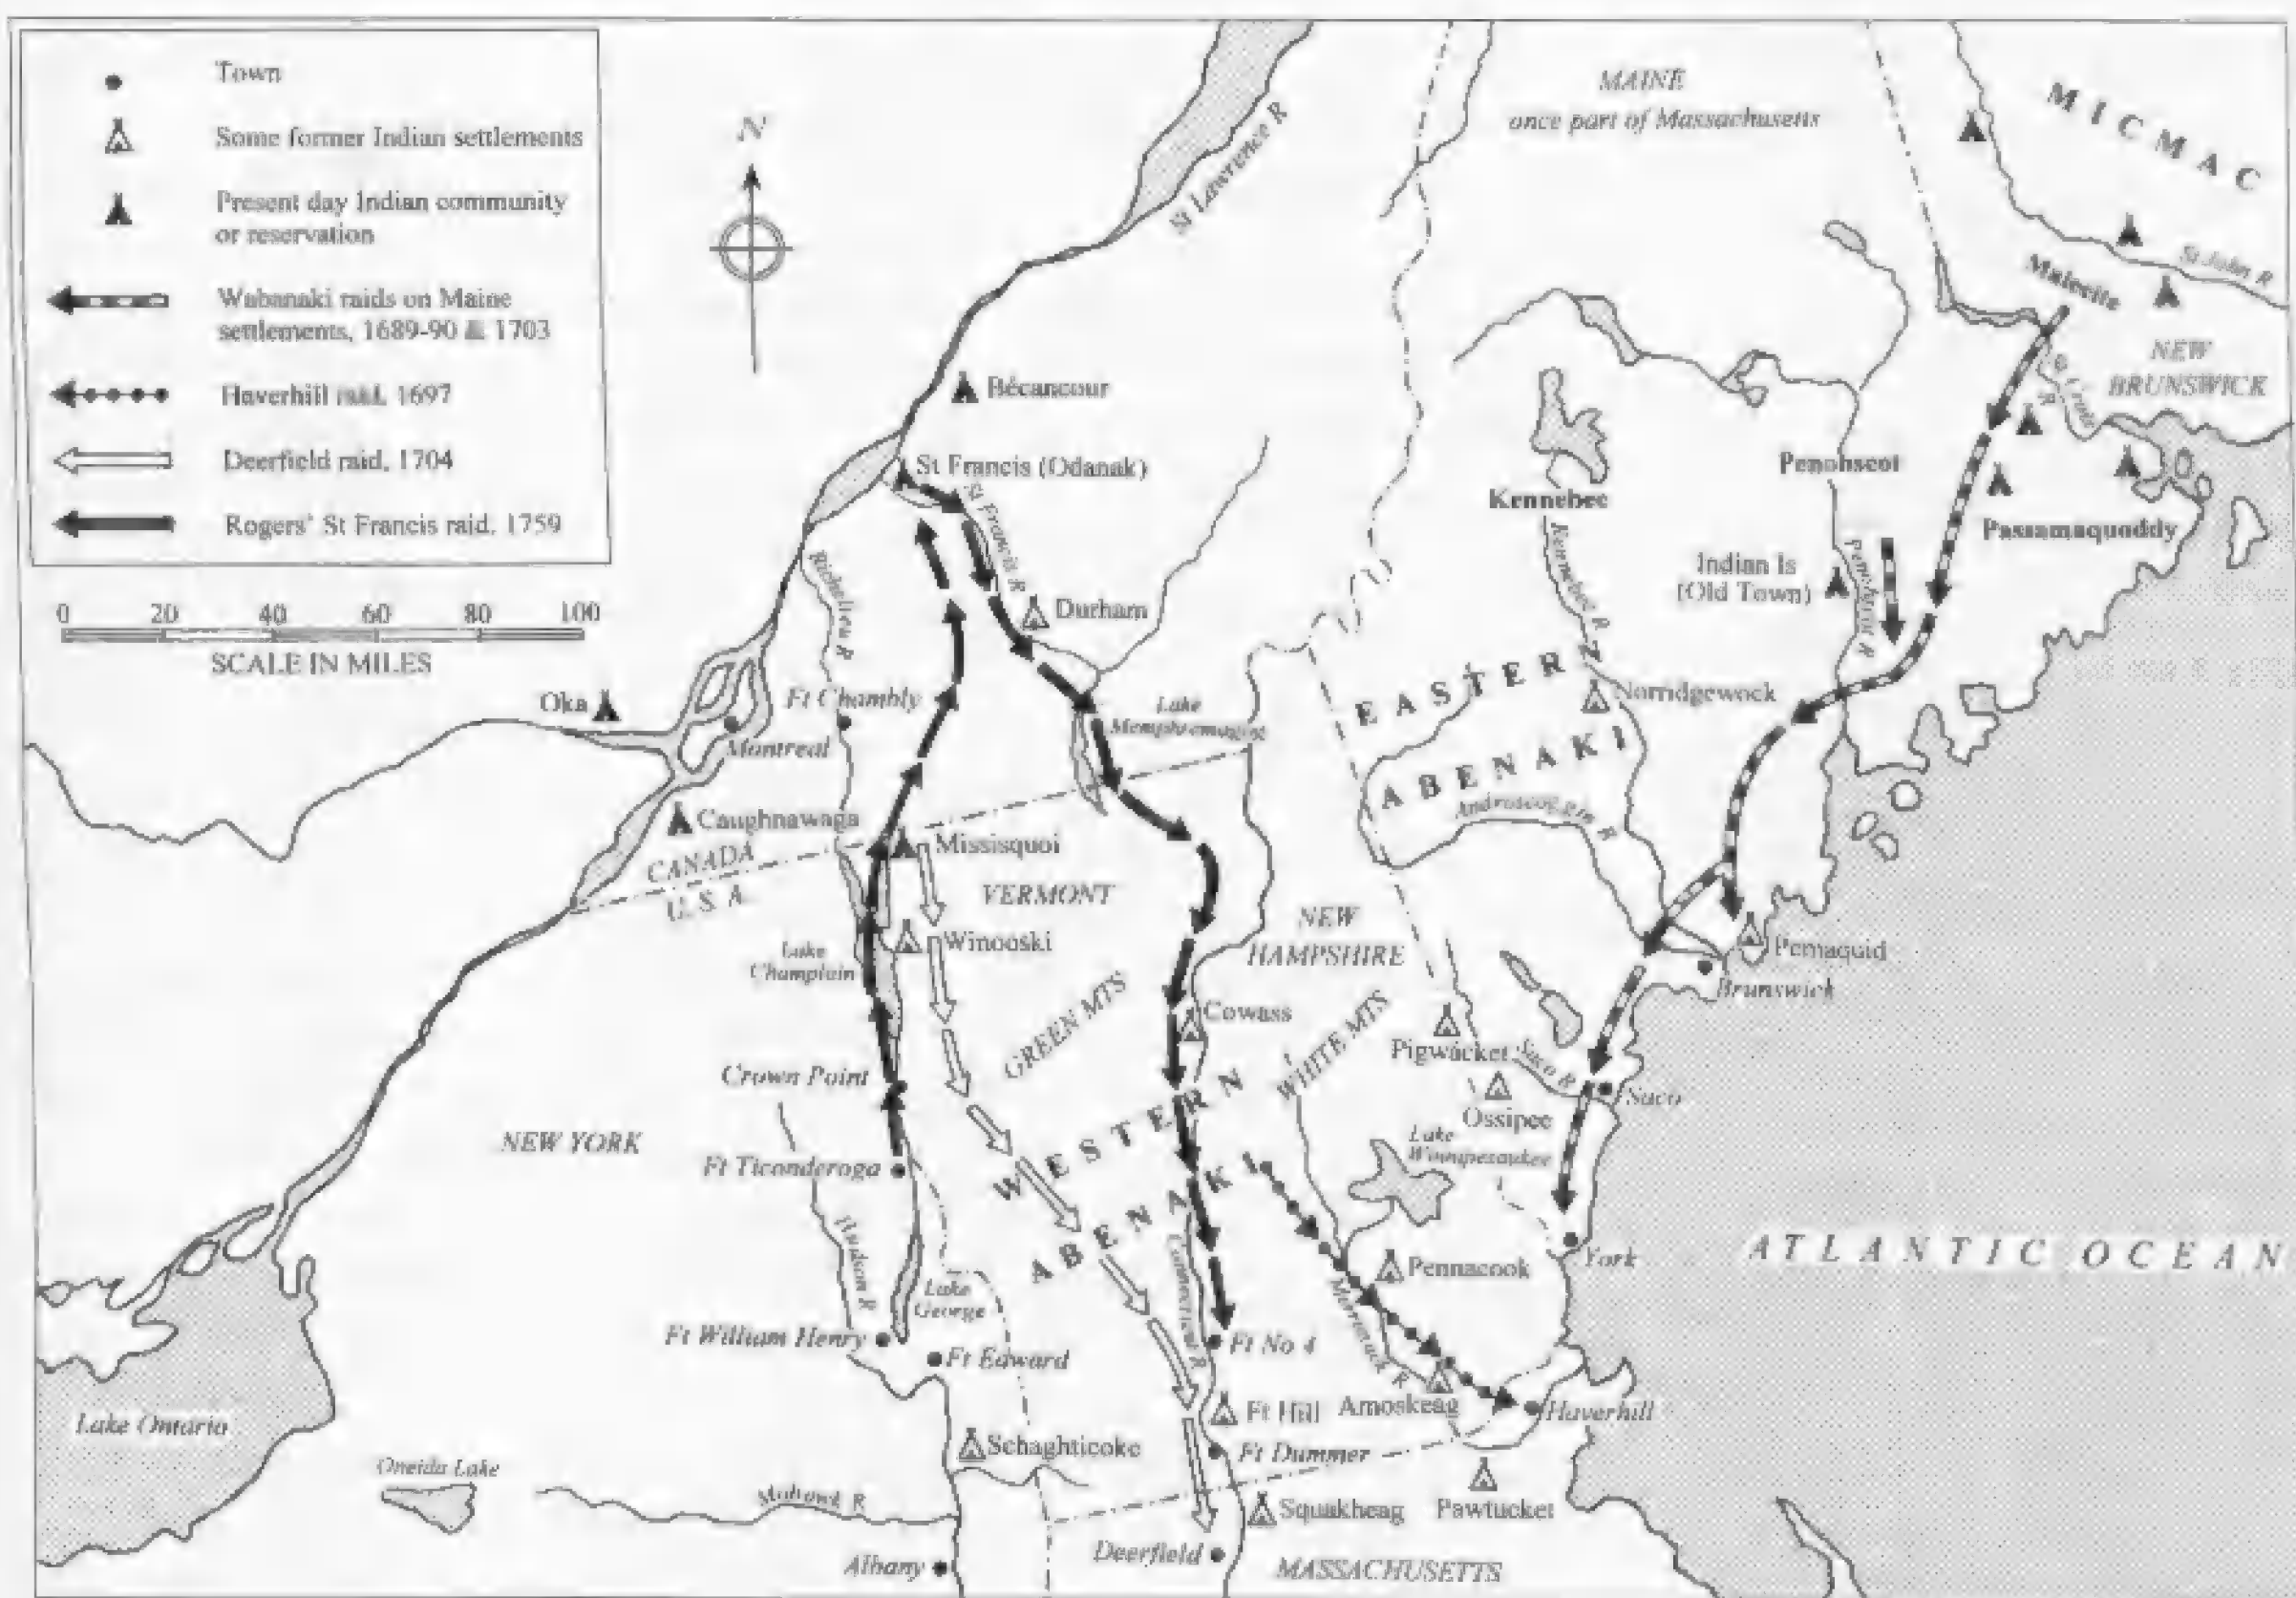 Town
Some former Indian settlements
Present day Indian community
or reservation
Wabanaki raids on Maine
settlements, 1689-90 & 1703
Haverhill raid, 1697
Deerfield raid, 1704
Rogers' St Francis raid, 1759
0 20 40 60 80 100
SCALE IN MILES
N
St Lawrence R
MAINE
once part of Massachusetts
MICMAC
St John R
Malecite
NEW
BRUNSWICK
St Croix
R
Bécancour
St Francis (Odanak)
St Francis R
Richelieu R
Durham
Kennebec
Kennebec R
Penobscot
Penobscot R
Indian Is
(Old Town)
Passamaquoddy
Oka
Montreal
Ft Chambly
Lake
Memphremagog
EASTERN
ABENAKI
Norridgewock
Androscoggin R
Caughnawaga
CANADA
U. S. A.
Missisquoi
VERMONT
Winooski
Lake
Champlain
NEW
HAMPSHIRE
Pemaquid
Brunswick
GREEN MTS
Cowass
WHITE MTS
Pigwacket
Saco R
Ossipee
Saco
Crown Point
NEW YORK
Ft Ticonderoga
WESTERN
ABENAKI
Lake
Winnipesaukee
Hudson R
Lake
George
Connecticut R
Merrimack R
Pennacook
York
ATLANTIC OCEAN
Ft William Henry
Ft Edward
Ft No 4
Ft Hill
Amoskeag
Haverhill
Lake Ontario
Oneida Lake
Schaghticoke
Ft Dummer
Mohawk R
Squakheag
Pawtucket
Albany
Deerfield
MASSACHUSETTS